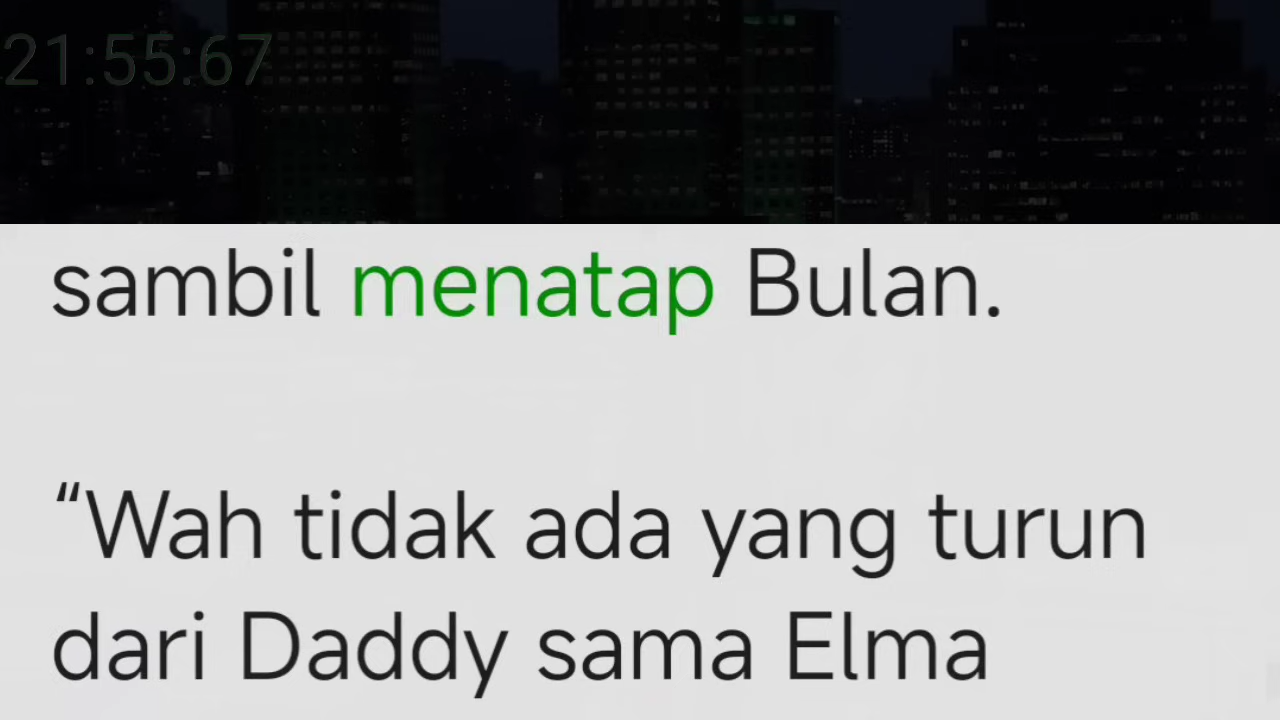 21:55:67
sambil menatap Bulan.
“Wah tidak ada yang turun
dari Daddy sama Elma